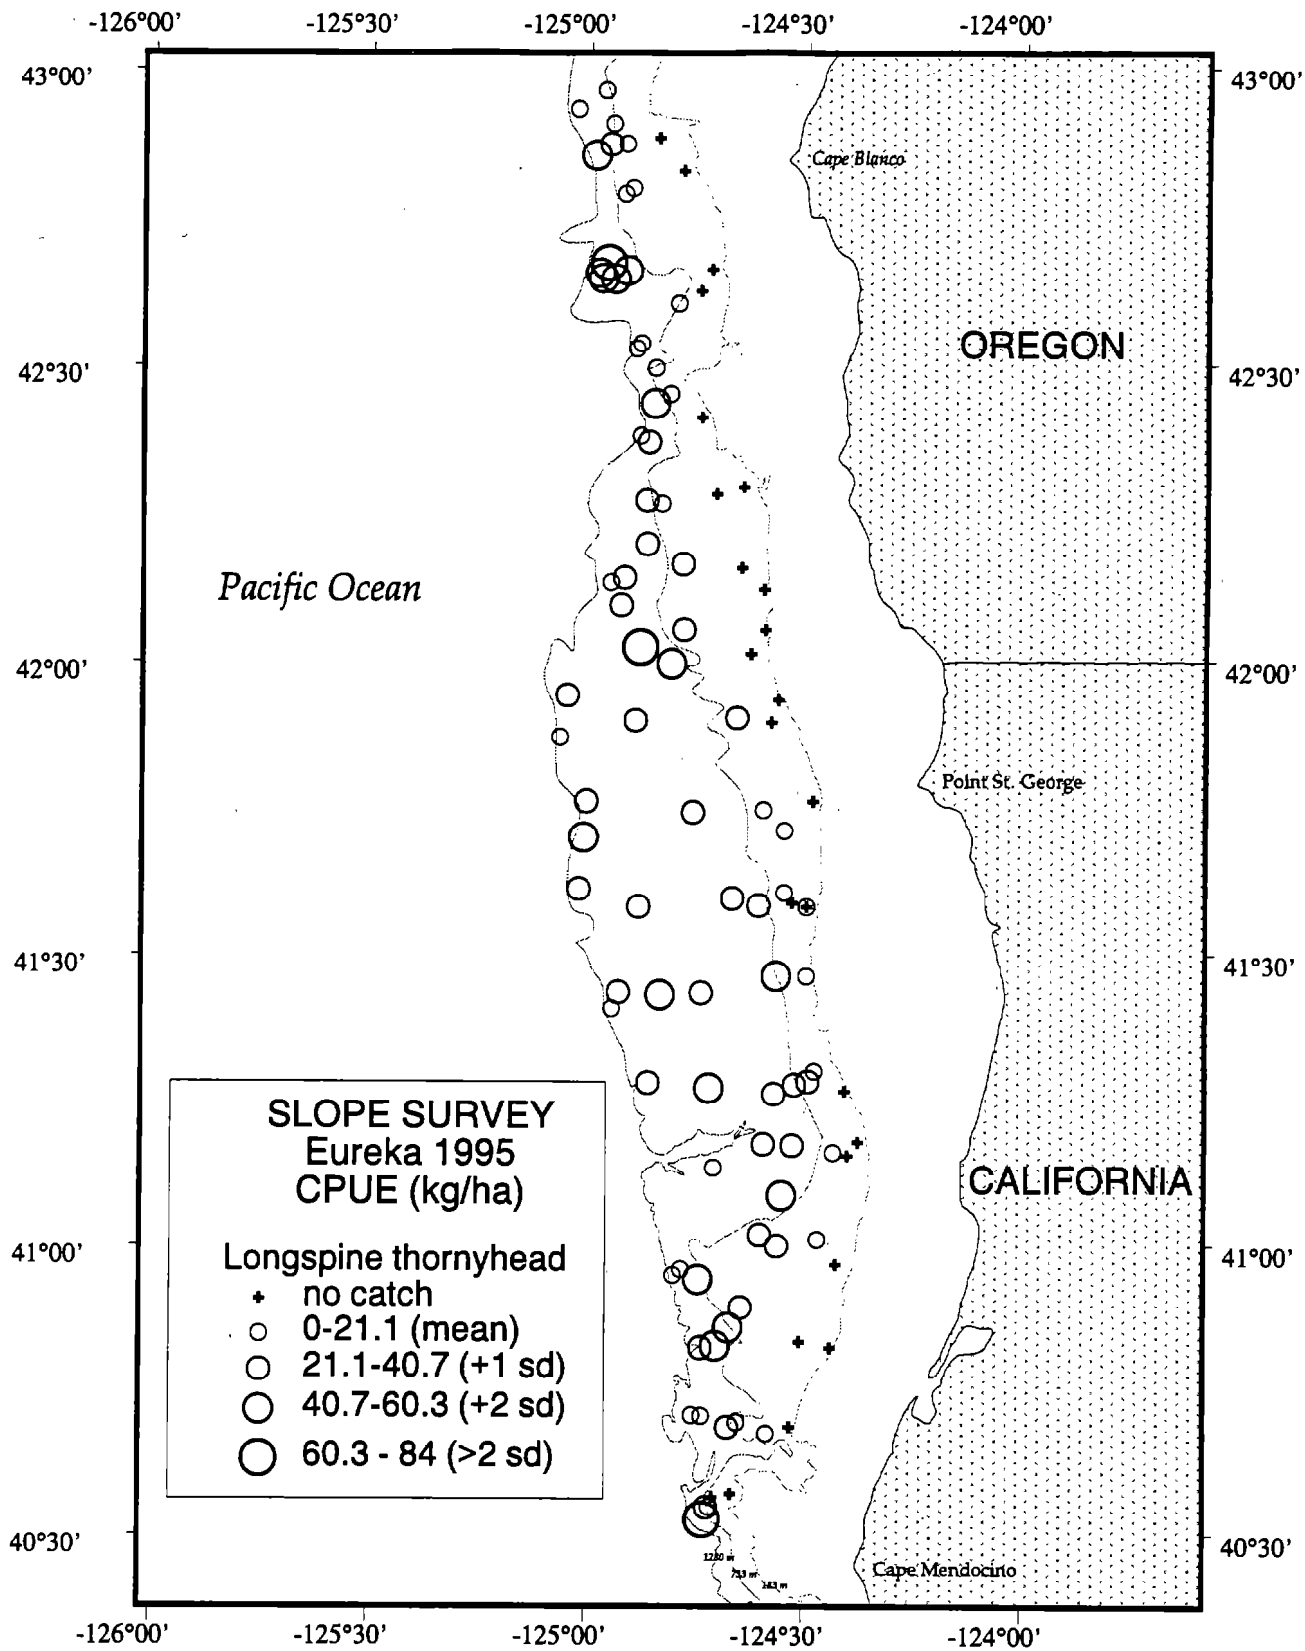 -126°00' -125°30' -125°00' -124°30' -124°00'
43°00' 43°00'
Cape Blanco
OREGON
42°30' 42°30'
Pacific Ocean
42°00' 42°00'
Point St. George
41°30' 41°30'
SLOPE SURVEY
Eureka 1995
CPUE (kg/ha)
CALIFORNIA
Longspine thornyhead
no catch
0-21.1 (mean)
21.1-40.7 (+1 sd)
40.7-60.3 (+2 sd)
60.3 - 84 (>2 sd)
41°00' 41°00'
40°30' 40°30'
1280 m
183 m
Cape Mendocino
-126°00' -125°30' -125°00' -124°30' -124°00'